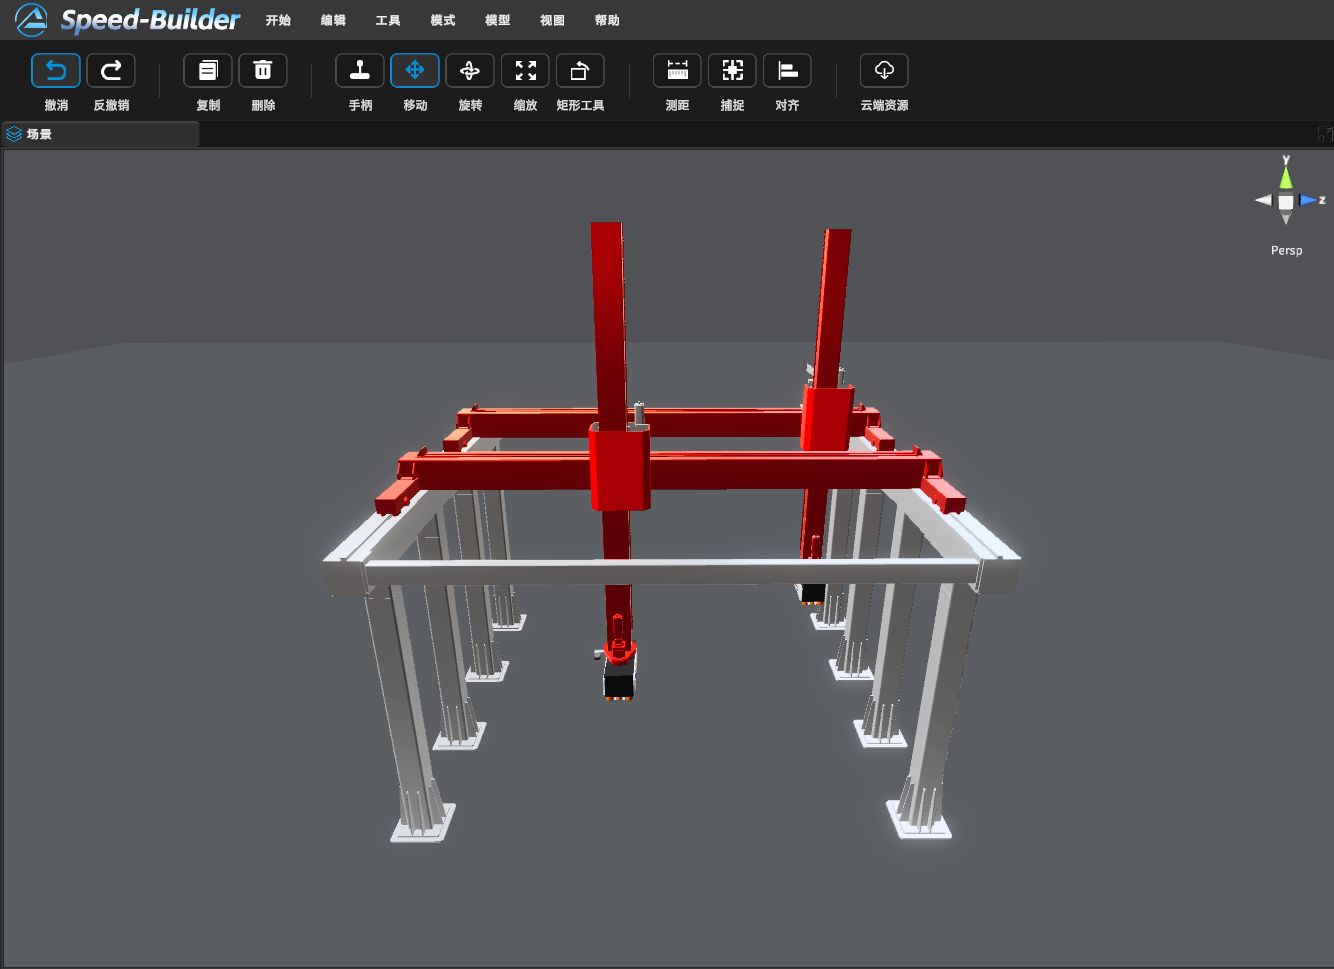 Speed-Builder 开始 编辑 工具 模式 模型 视图 帮助
撤消 反撤销 复制 删除 手柄 移动 旋转 缩放 矩形工具 测距 捕捉 对齐 云端资源
场景
y
z
Persp